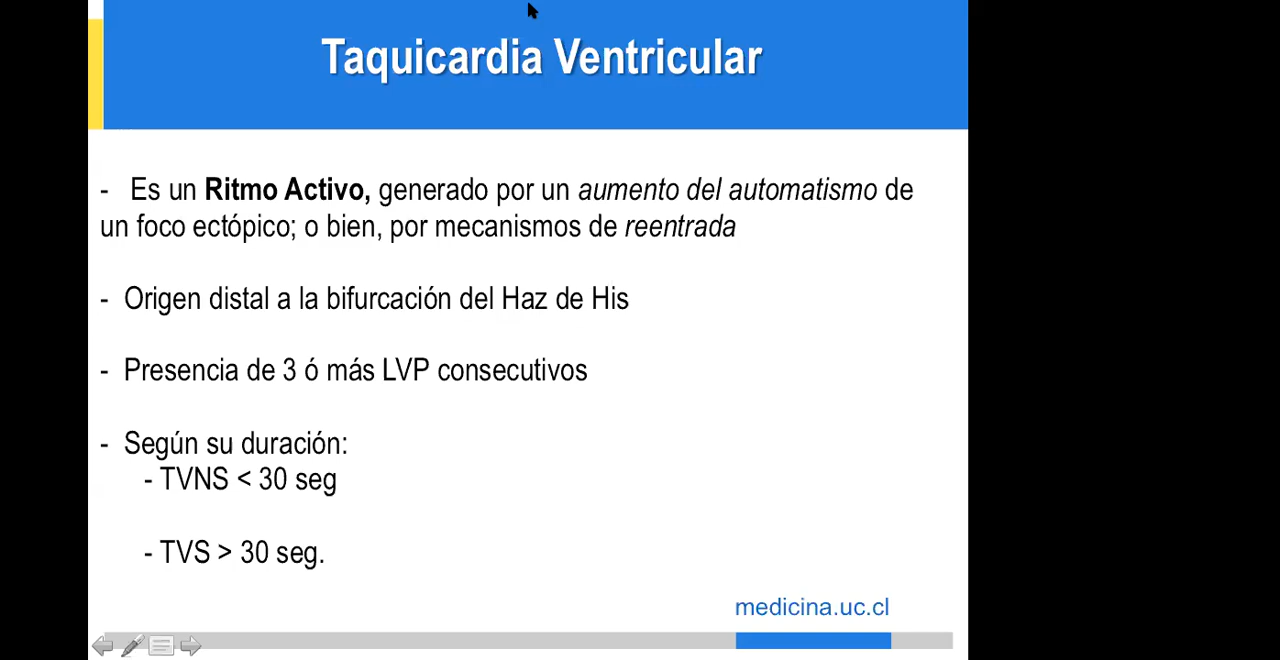 Taquicardia Ventricular
- Es un Ritmo Activo, generado por un aumento del automatismo de
un foco ectópico; o bien, por mecanismos de reentrada
- Origen distal a la bifurcación del Haz de His
- Presencia de 3 ó más LVP consecutivos
- Según su duración:
- TVNS < 30 seg
- TVS > 30 seg.
medicina.uc.cl